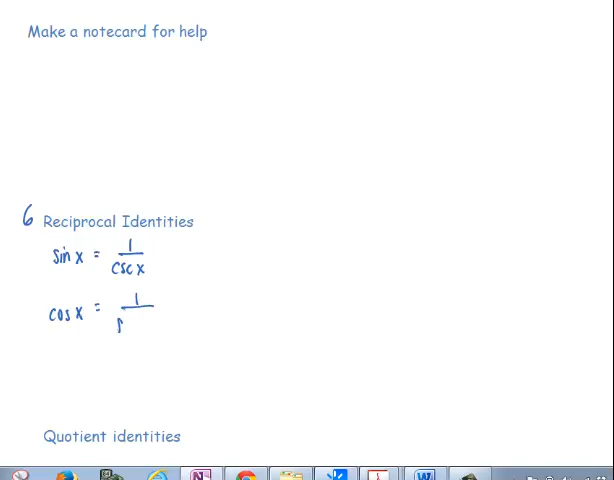 Make a notecard for help
6 Reciprocal Identities
sin x = 1/csc x
cos x = 1/s
Quotient identities